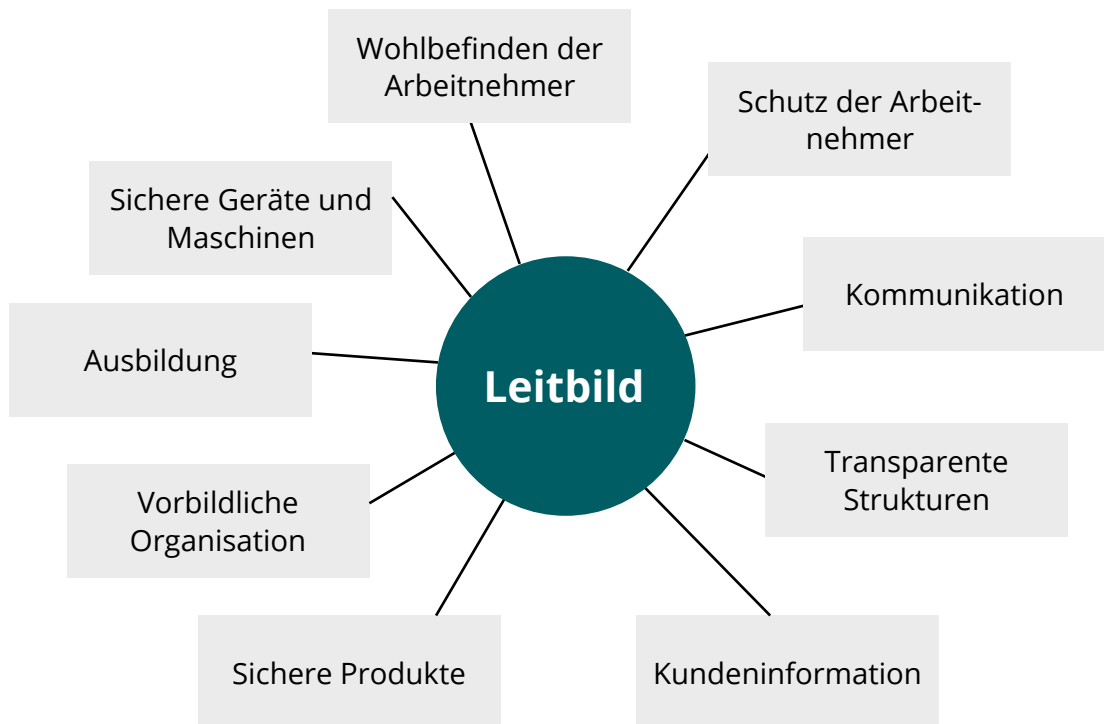 Wohlbefinden der
Arbeitnehmer
Schutz der Arbeit-
nehmer
Sichere Geräte und
Maschinen
Kommunikation
Ausbildung
Leitbild
Transparente
Strukturen
Vorbildliche
Organisation
Sichere Produkte
Kundeninformation